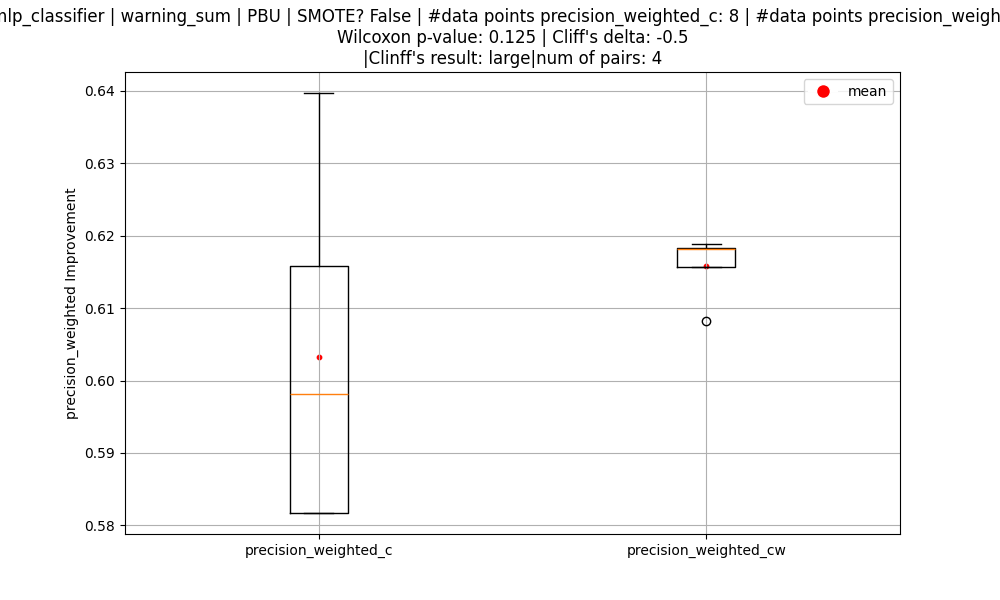 mlp_classifier | warning_sum | PBU | SMOTE? False | #data points precision_weighted_c: 8 | #data points
Wilcoxon p-value: 0.125 | Cliff's delta: -0.5
|Clinff's result: large|num of pairs: 4
mean
0.64
0.63
0.62
0.61
0.60
0.59
0.58
precision_weighted Improvement
precision_weighted_c
precision_weighted_cw